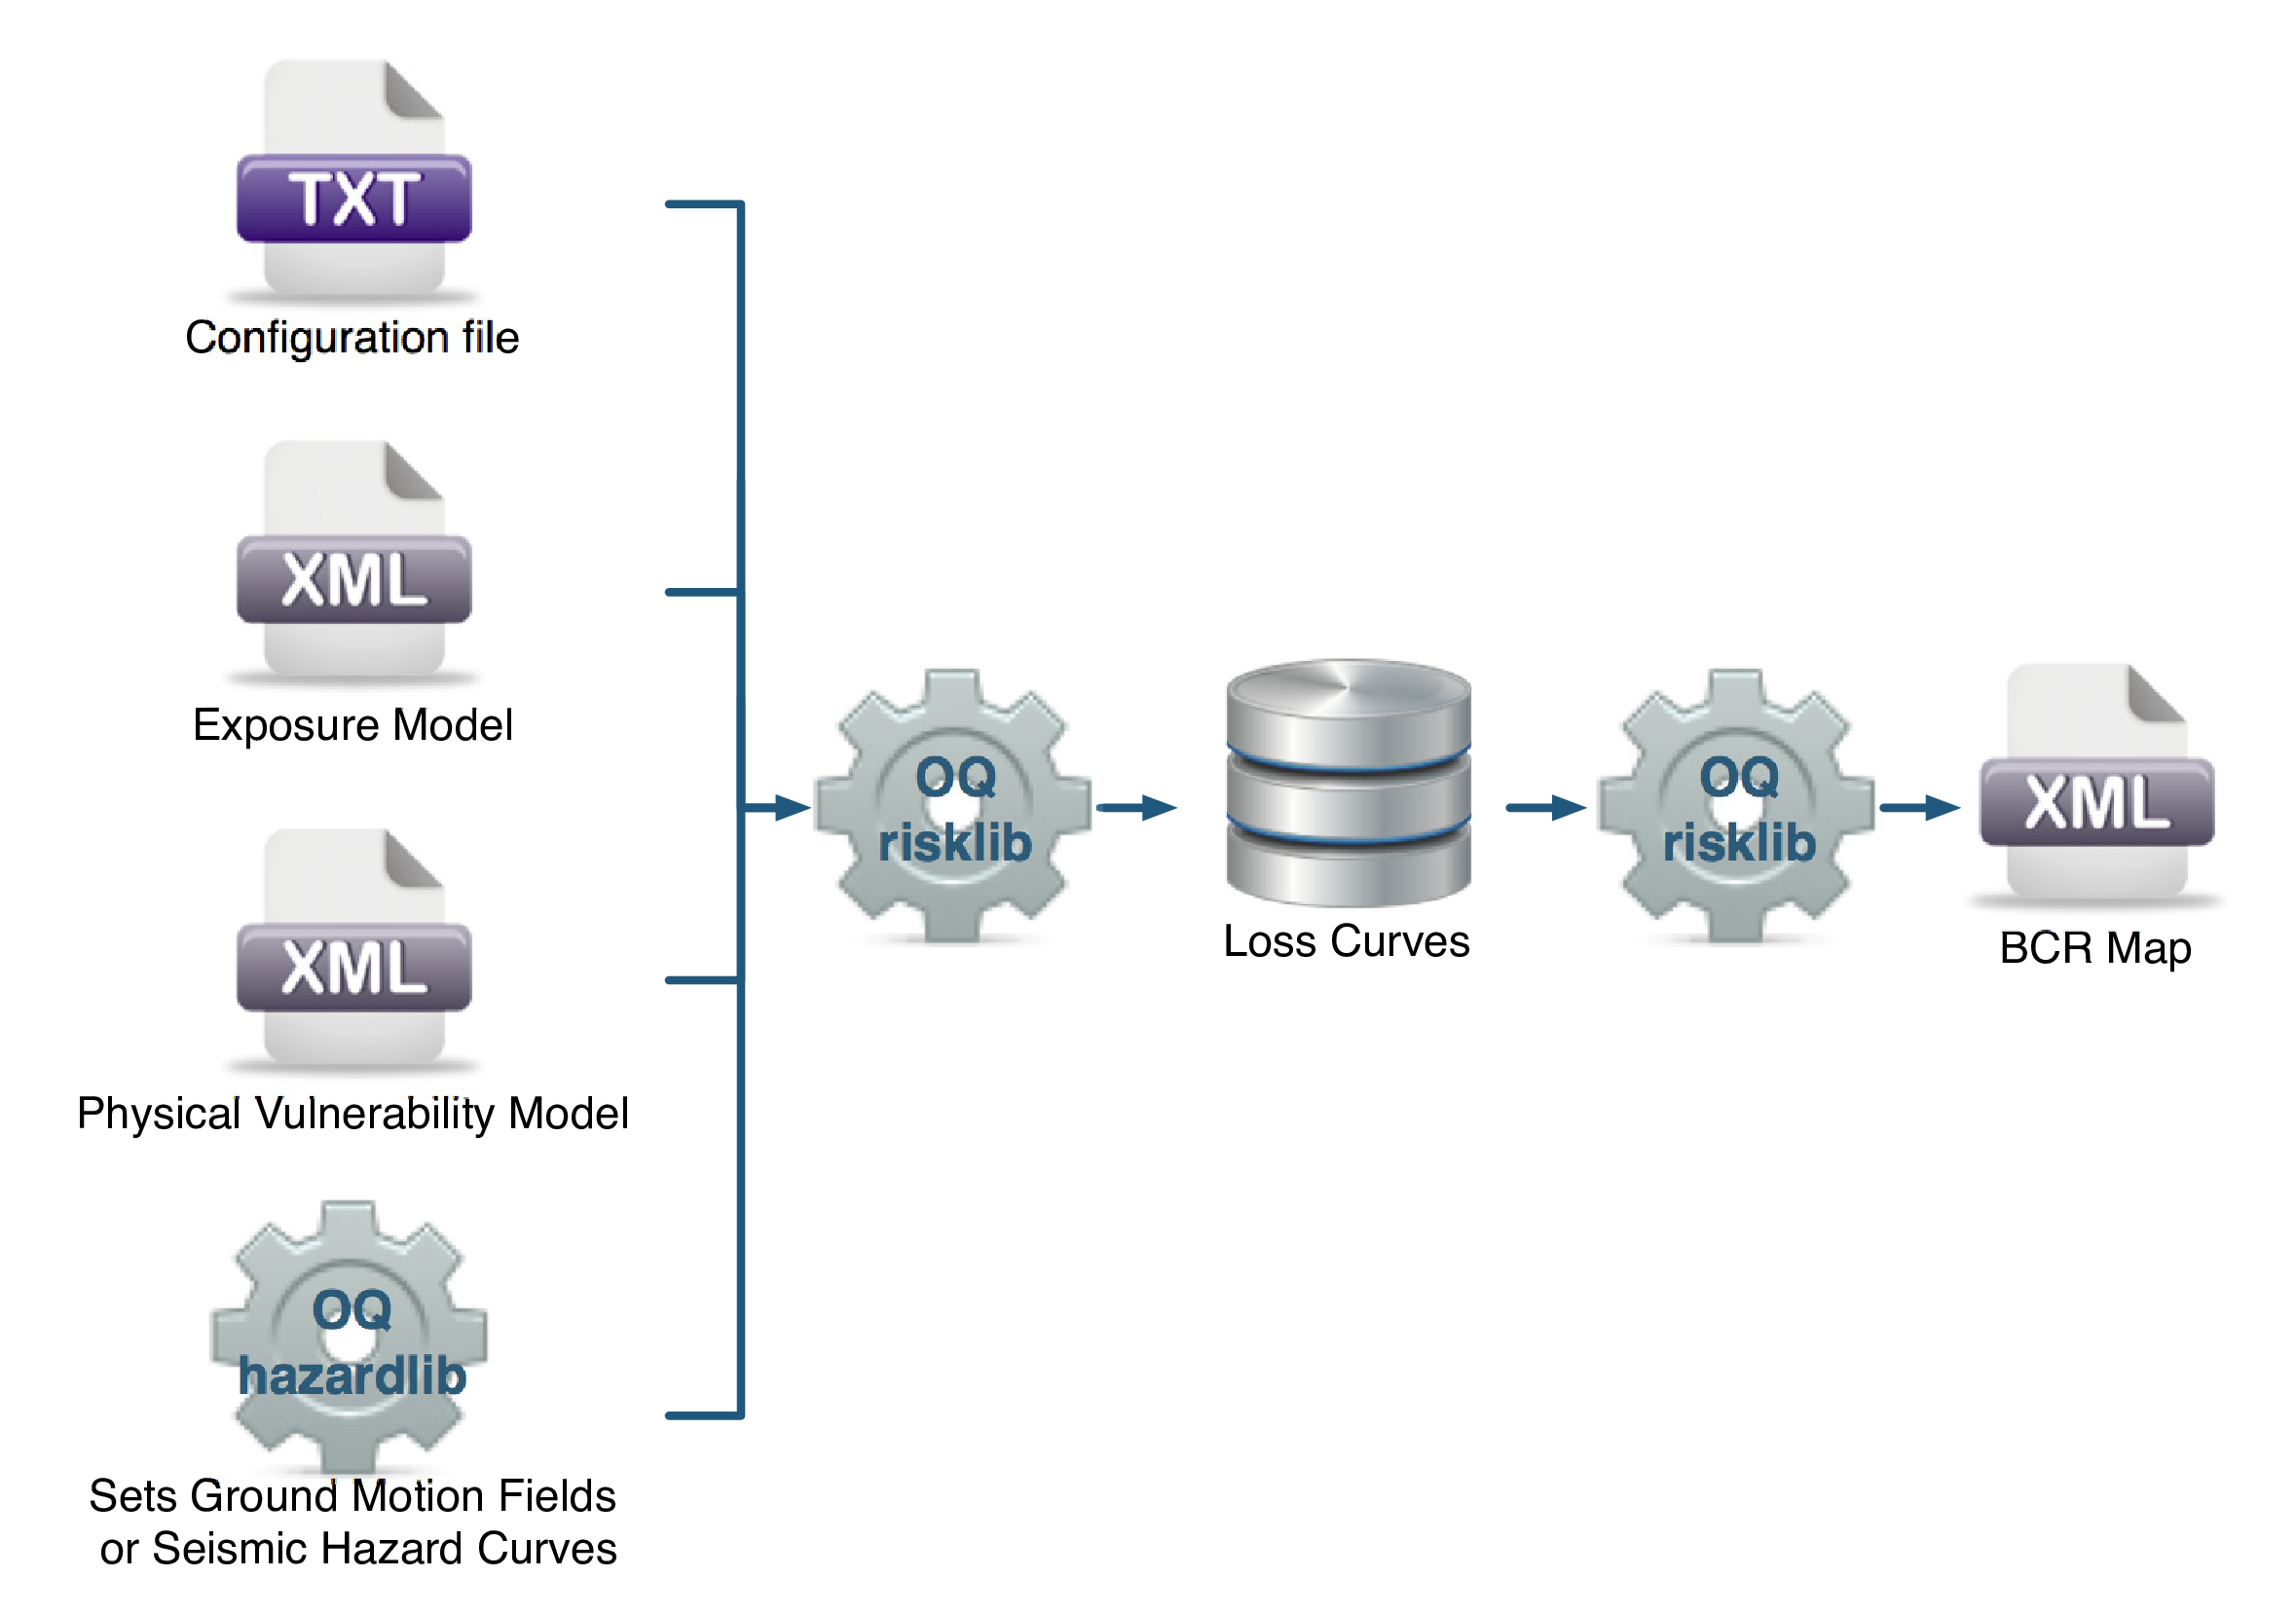 TXT
Configuration file
XML
Exposure Model
XML
Physical Vulnerability Model
OQ
hazardlib
Sets Ground Motion Fields
or Seismic Hazard Curves
OQ
risklib
Loss Curves
OQ
risklib
XML
BCR Map